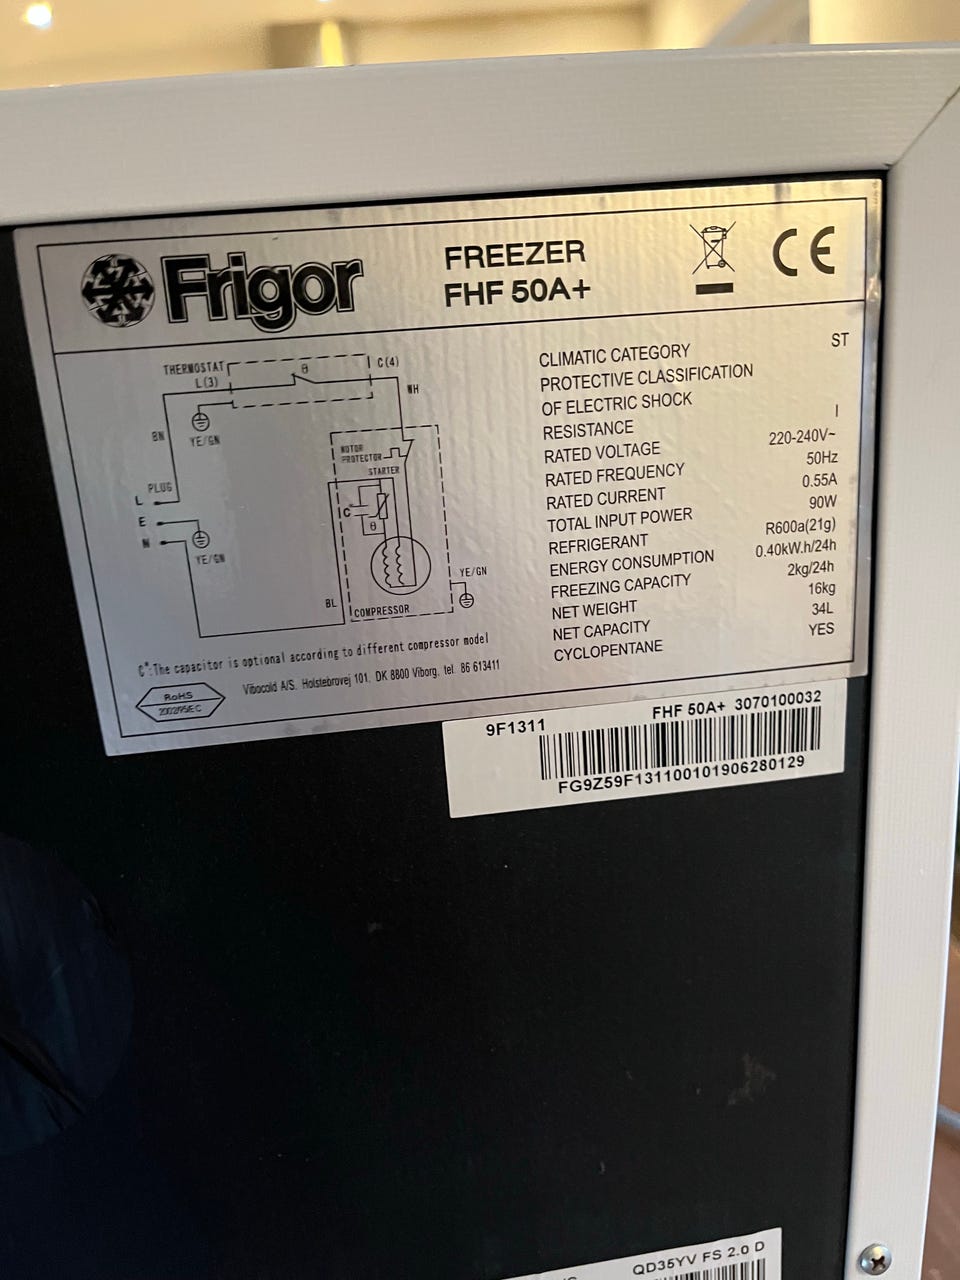 Frigor
FREEZER
FHF 50A+
CE
THERMOSTAT
L(3)
θ
C(4)
WH
BN
YE/GN
MOTOR
PROTECTOR
STARTER
PLUG
L
E
N
C*
θ
YE/GN
YE/GN
BL
COMPRESSOR
C*:The capacitor is optional according to different compressor model
RoHS
2002/95/EC
Vibocold A/S. Holstebrovej 101, DK 8800 Viborg. tel. 86 613411
CLIMATIC CATEGORY ST
PROTECTIVE CLASSIFICATION
OF ELECTRIC SHOCK
RESISTANCE I
RATED VOLTAGE 220-240V~
RATED FREQUENCY 50Hz
RATED CURRENT 0.55A
TOTAL INPUT POWER 90W
REFRIGERANT R600a(21g)
ENERGY CONSUMPTION 0.40kW.h/24h
FREEZING CAPACITY 2kg/24h
NET WEIGHT 16kg
NET CAPACITY 34L
CYCLOPENTANE YES
9F1311 FHF 50A+ 3070100032
FG9Z59F131100101906280129
QD35YV FS 2.0 D